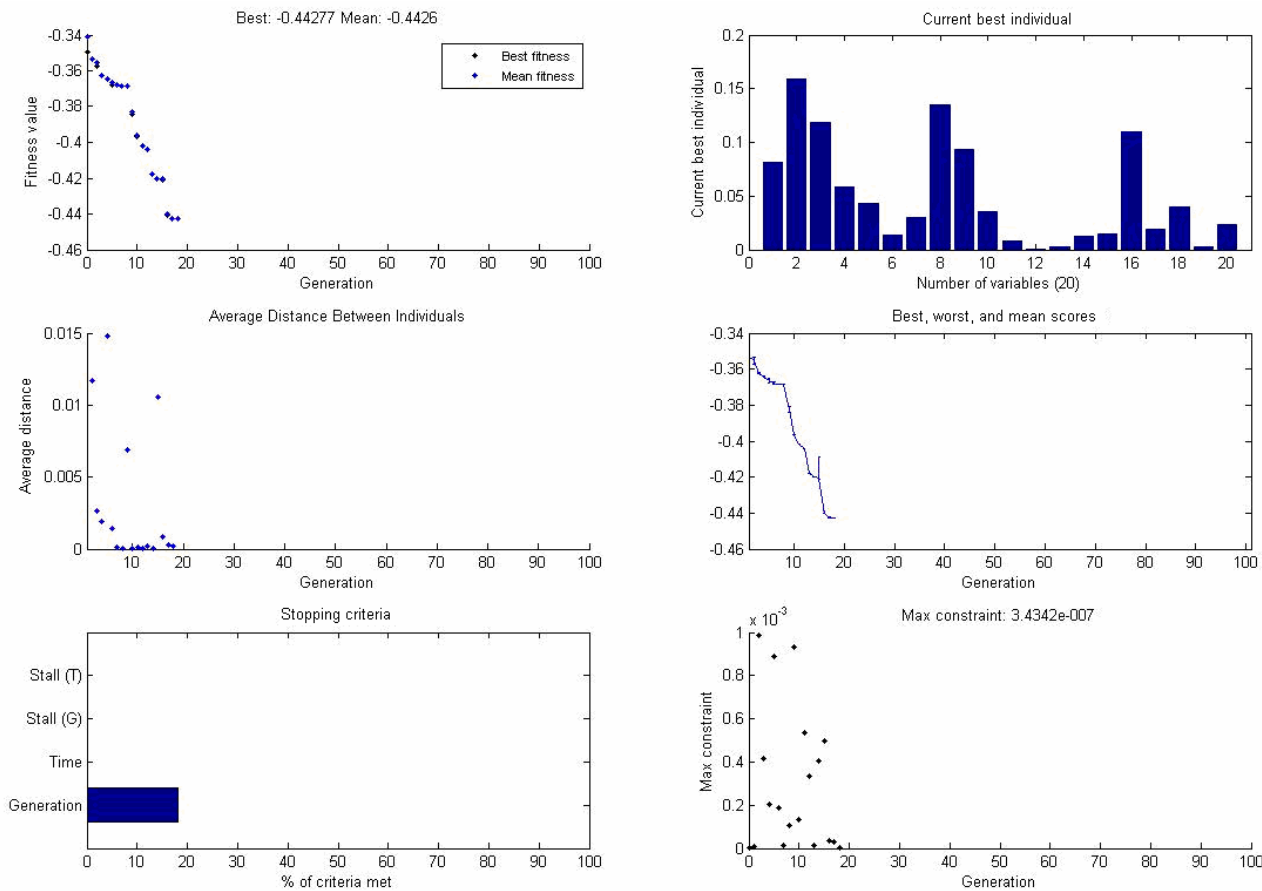 Best: -0.44277 Mean: -0.4426
-0.34
-0.36
-0.38
-0.4
-0.42
-0.44
-0.46
Fitness value
Best fitness
Mean fitness
0 10 20 30 40 50 60 70 80 90 100
Generation
Current best individual
0.2
0.15
0.1
0.05
0
Current best individual
2 4 6 8 10 12 14 16 18 20
Number of variables (20)
Average Distance Between Individuals
0.015
0.01
0.005
0
Average distance
10 20 30 40 50 60 70 80 90 100
Generation
Best, worst, and mean scores
-0.34
-0.36
-0.38
-0.4
-0.42
-0.44
-0.46
10 20 30 40 50 60 70 80 90 100
Generation
Stopping criteria
Stall (T)
Stall (G)
Time
Generation
0 10 20 30 40 50 60 70 80 90 100
% of criteria met
x 10-3
Max constraint: 3.4342e-007
1
0.8
0.6
0.4
0.2
0
Max constraint
0 10 20 30 40 50 60 70 80 90 100
Generation